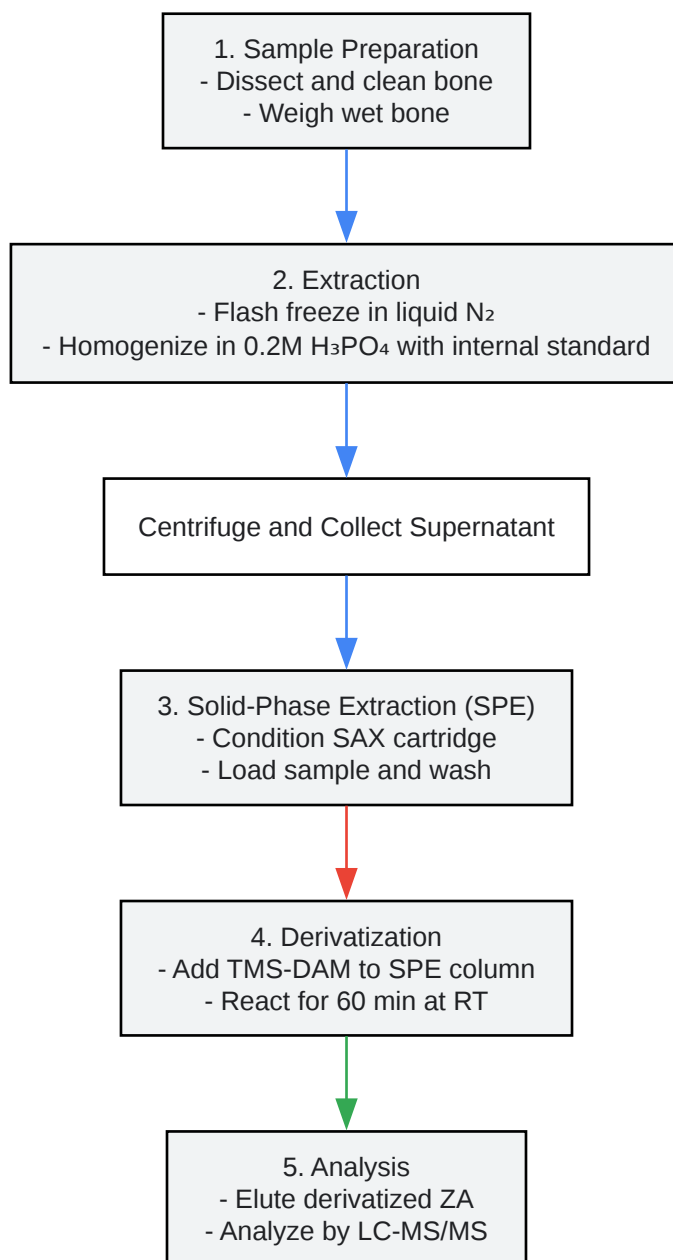 1. Sample Preparation
- Dissect and clean bone
- Weigh wet bone
2. Extraction
- Flash freeze in liquid N₂
- Homogenize in 0.2M H₃PO₄ with internal standard
Centrifuge and Collect Supernatant
3. Solid-Phase Extraction (SPE)
- Condition SAX cartridge
- Load sample and wash
4. Derivatization
- Add TMS-DAM to SPE column
- React for 60 min at RT
5. Analysis
- Elute derivatized ZA
- Analyze by LC-MS/MS